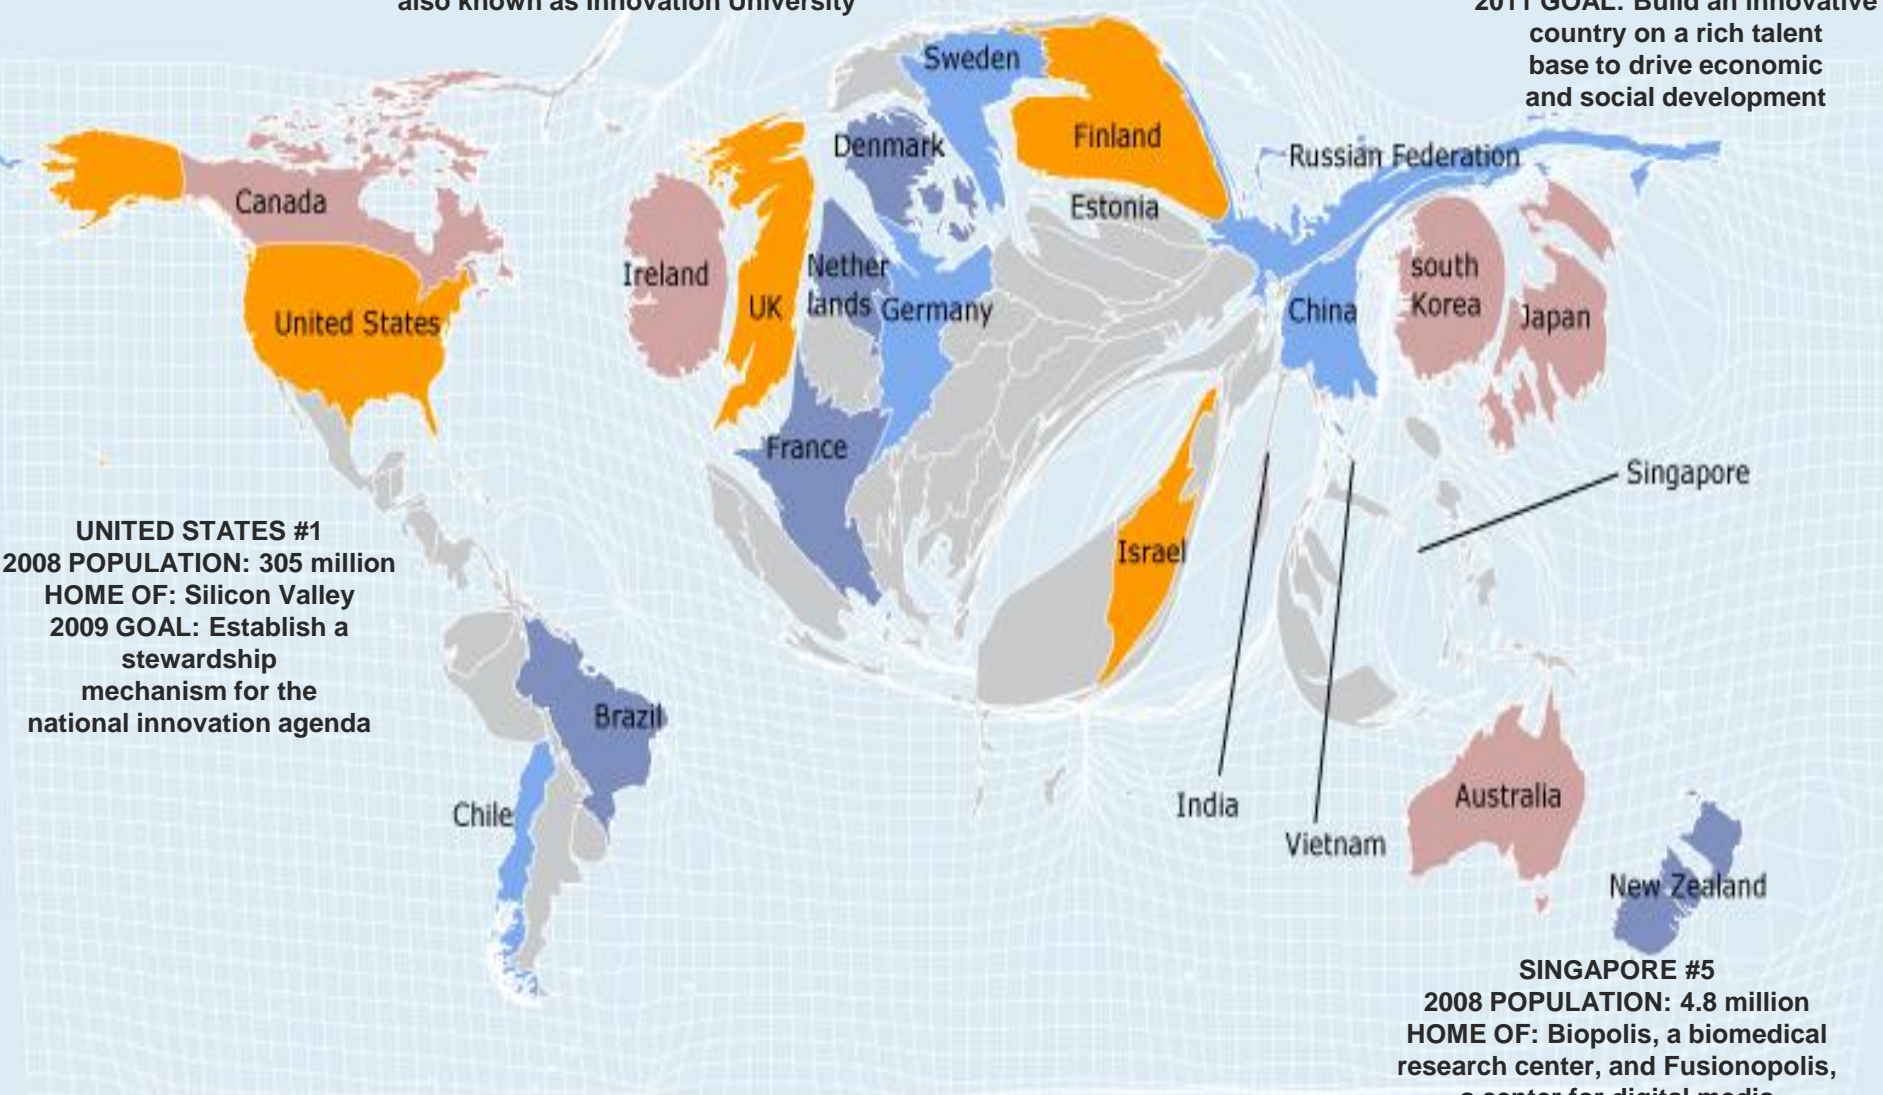 also known as Innovation University
2011 GOAL: Build an innovative
country on a rich talent
base to drive economic
and social development
Sweden
Denmark
Finland
Russian Federation
Canada
Estonia
Ireland
Nether
lands
UK
Germany
United States
China
south
Korea
Japan
France
Singapore
Israel
UNITED STATES #1
2008 POPULATION: 305 million
HOME OF: Silicon Valley
2009 GOAL: Establish a
stewardship
mechanism for the
national innovation agenda
Brazil
Chile
India
Vietnam
Australia
New Zealand
SINGAPORE #5
2008 POPULATION: 4.8 million
HOME OF: Biopolis, a biomedical
research center, and Fusionopolis,
a center for digital media